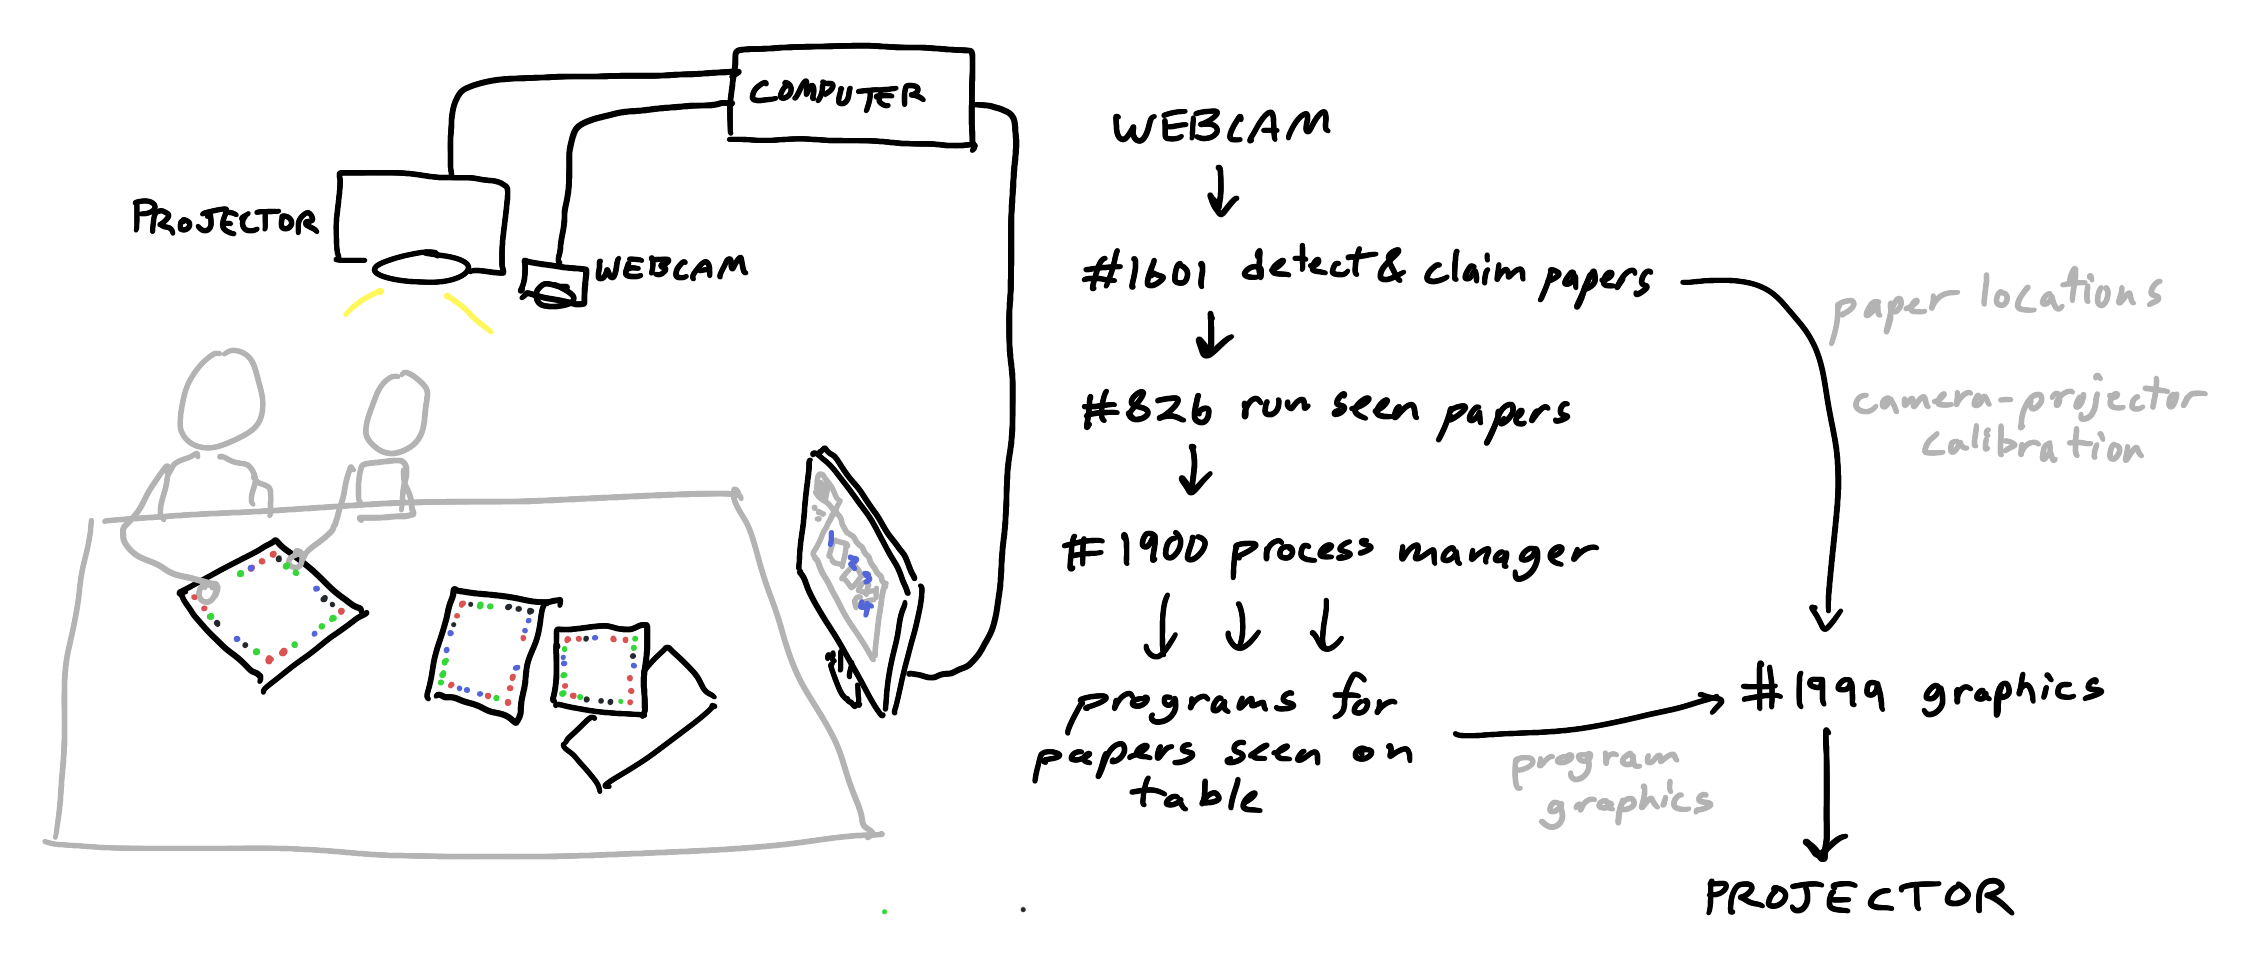 COMPUTER
PROJECTOR
WEBCAM
WEBCAM
#1601 detect & claim papers
paper locations
camera-projector
calibration
#826 run seen papers
#1900 process manager
programs for
papers seen on
table
program
graphics
#1999 graphics
PROJECTOR